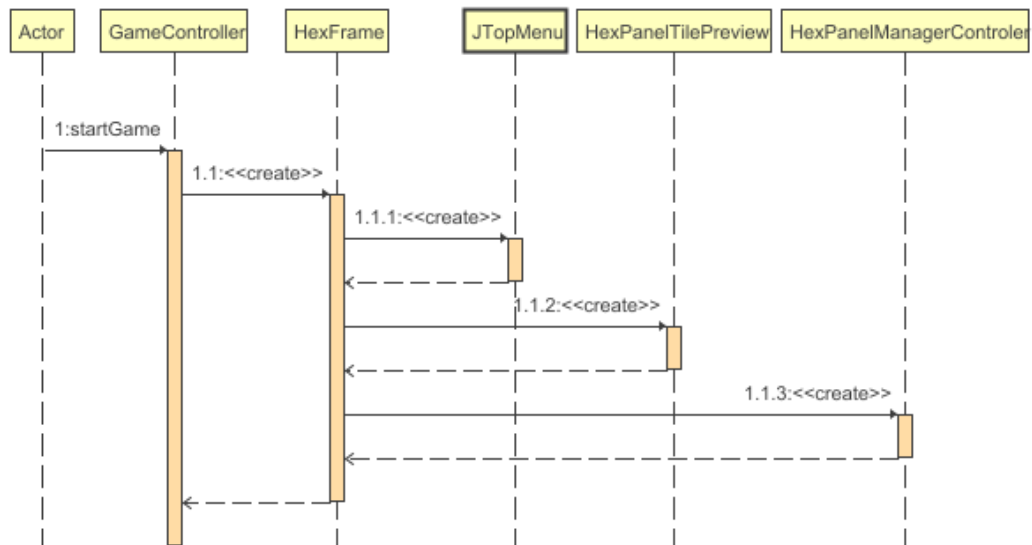 Actor
GameController
HexFrame
JTopMenu
HexPanelTilePreview
HexPanelManagerControler
1:startGame
1.1:<<create>>
1.1.1:<<create>>
1.1.2:<<create>>
1.1.3:<<create>>